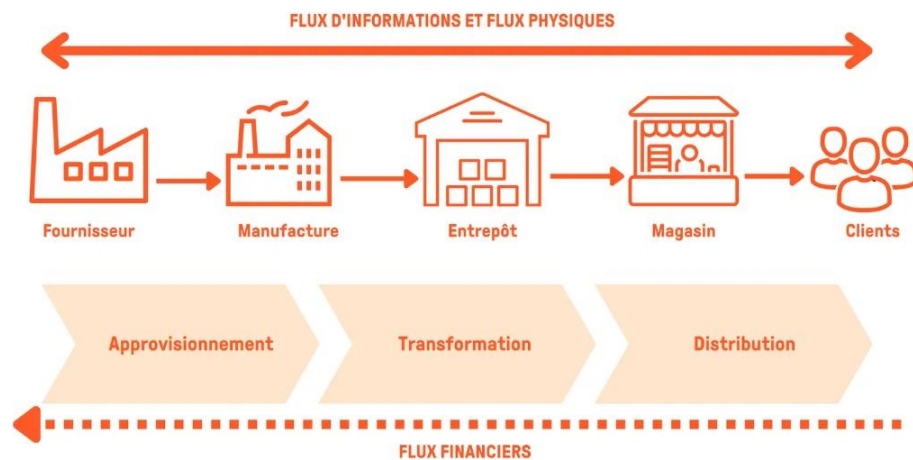 FLUX D'INFORMATIONS ET FLUX PHYSIQUES
Fournisseur
Manufacture
Entrepôt
Magasin
Clients
Approvisionnement
Transformation
Distribution
FLUX FINANCIERS